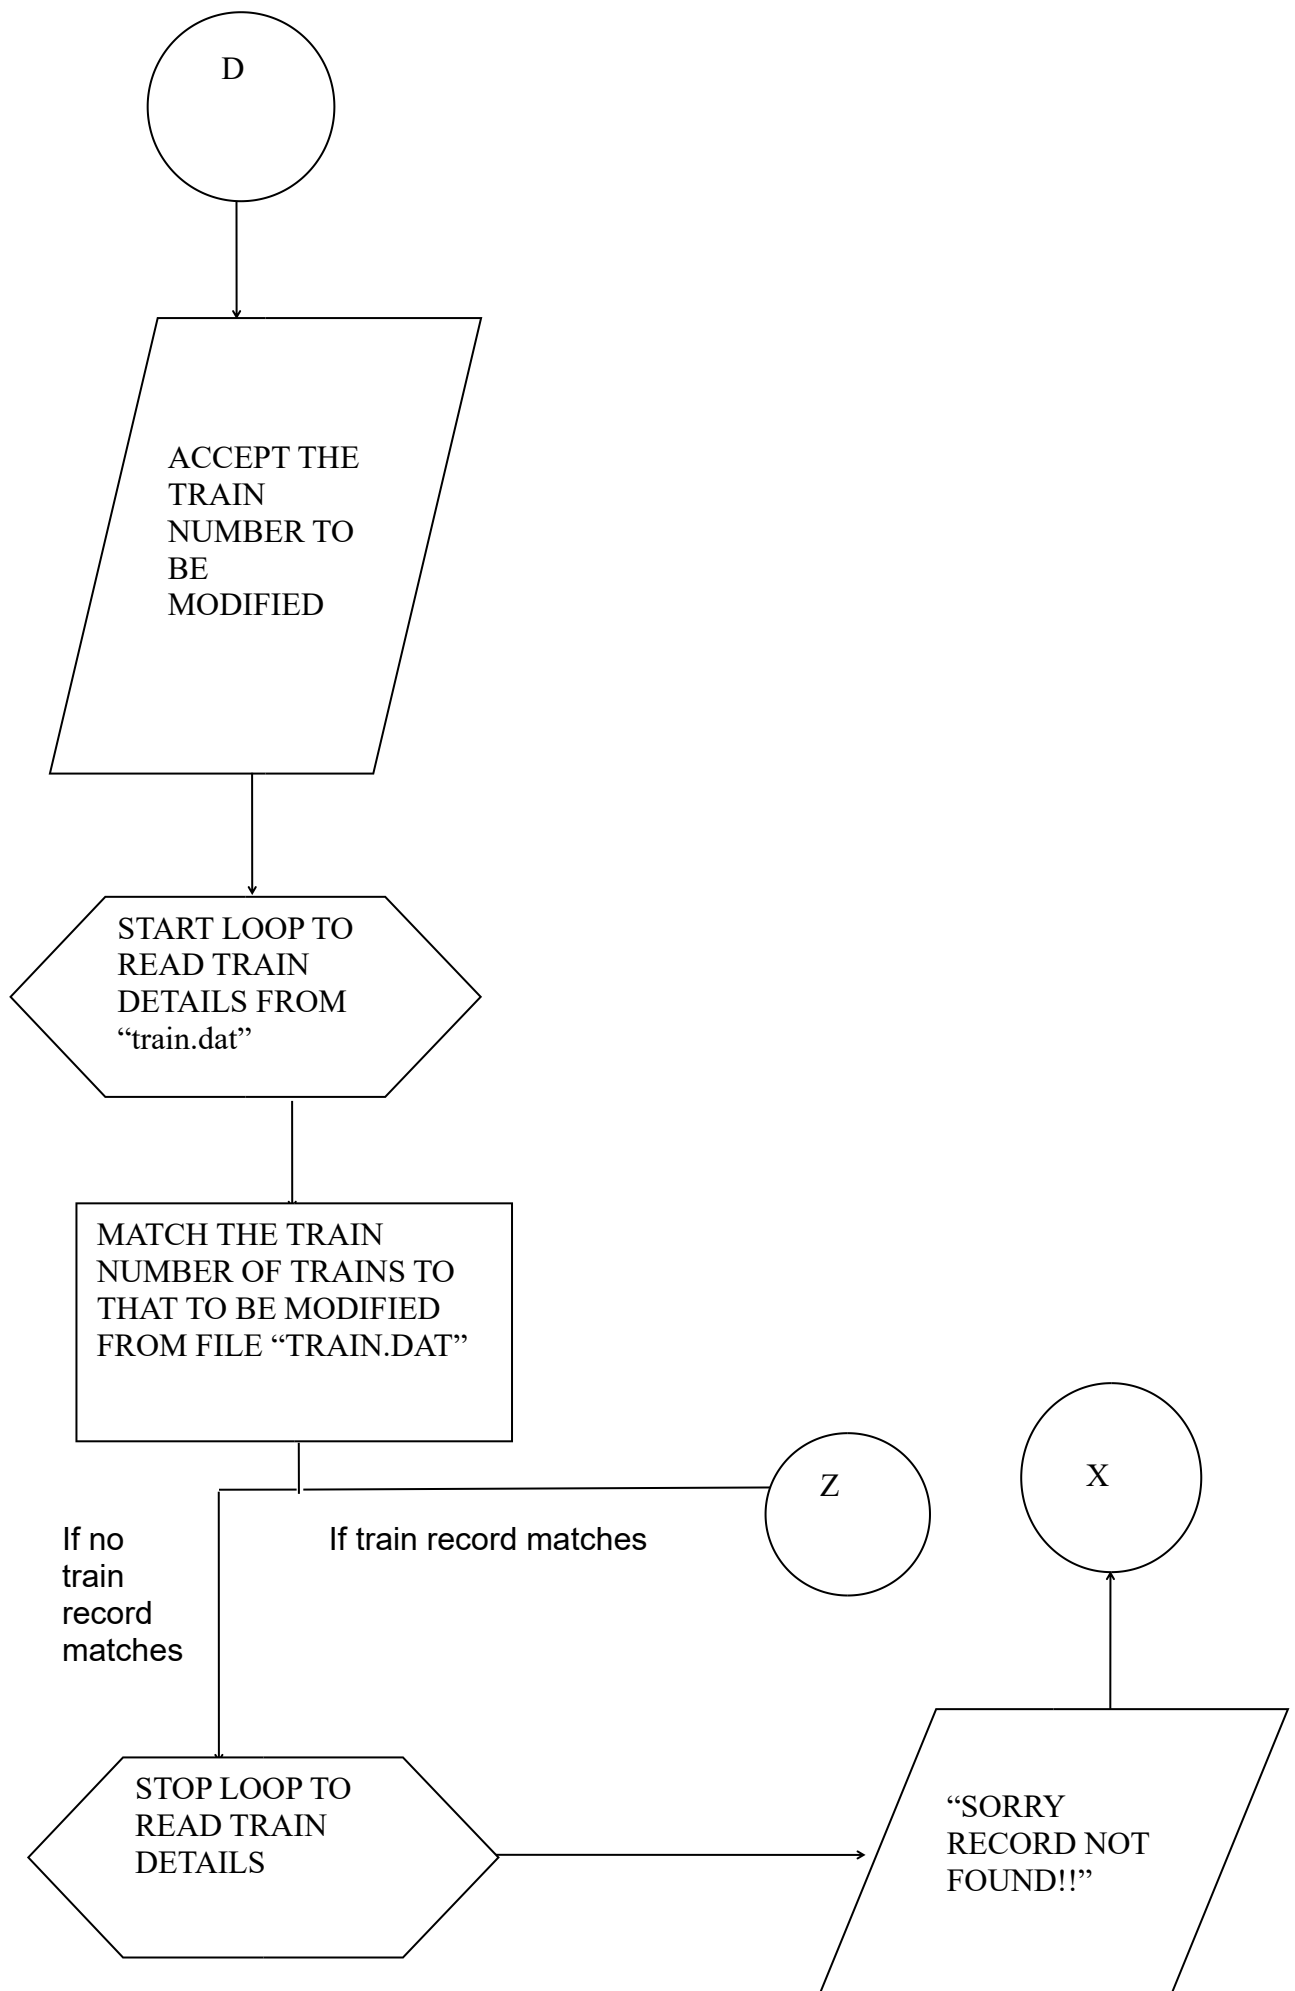 D
ACCEPT THE
TRAIN
NUMBER TO
BE
MODIFIED
START LOOP TO
READ TRAIN
DETAILS FROM
“train.dat”
MATCH THE TRAIN
NUMBER OF TRAINS TO
THAT TO BE MODIFIED
FROM FILE “TRAIN.DAT”
Z
X
If no
train
record
matches
If train record matches
STOP LOOP TO
READ TRAIN
DETAILS
“SORRY
RECORD NOT
FOUND!!”